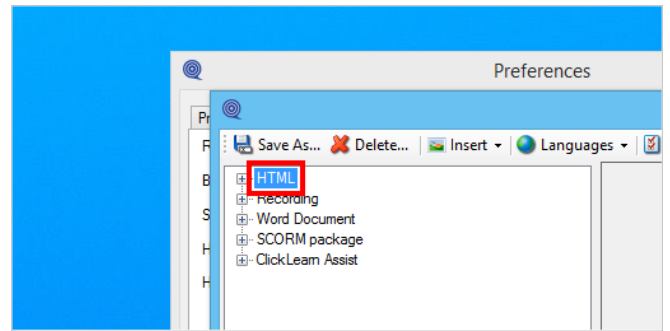 Preferences
Pr
Save As... Delete... Insert Languages
R
HTML
B
Recording
S
Word Document
SCORM package
H
ClickLearn Assist
H